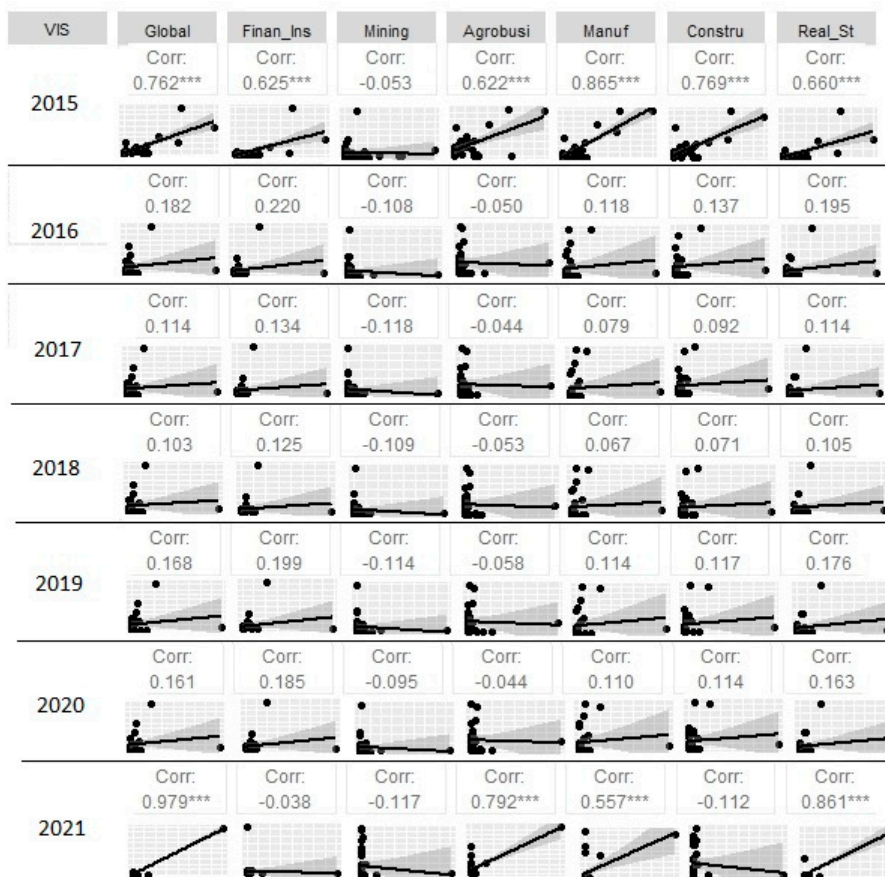 VIS Global Finan_Ins Mining Agrobusi Manuf Constru Real_St
Corr: Corr: Corr: Corr: Corr: Corr: Corr:
0.762*** 0.625*** -0.053 0.622*** 0.865*** 0.769*** 0.660***
2015
Corr: Corr: Corr: Corr: Corr: Corr: Corr:
0.182 0.220 -0.108 -0.050 0.118 0.137 0.195
2016
Corr: Corr: Corr: Corr: Corr: Corr: Corr:
0.114 0.134 -0.118 -0.044 0.079 0.092 0.114
2017
Corr: Corr: Corr: Corr: Corr: Corr: Corr:
0.103 0.125 -0.109 -0.053 0.067 0.071 0.105
2018
Corr: Corr: Corr: Corr: Corr: Corr: Corr:
0.168 0.199 -0.114 -0.058 0.114 0.117 0.176
2019
Corr: Corr: Corr: Corr: Corr: Corr: Corr:
0.161 0.185 -0.095 -0.044 0.110 0.114 0.163
2020
Corr: Corr: Corr: Corr: Corr: Corr: Corr:
0.979*** -0.038 -0.117 0.792*** 0.557*** -0.112 0.861***
2021